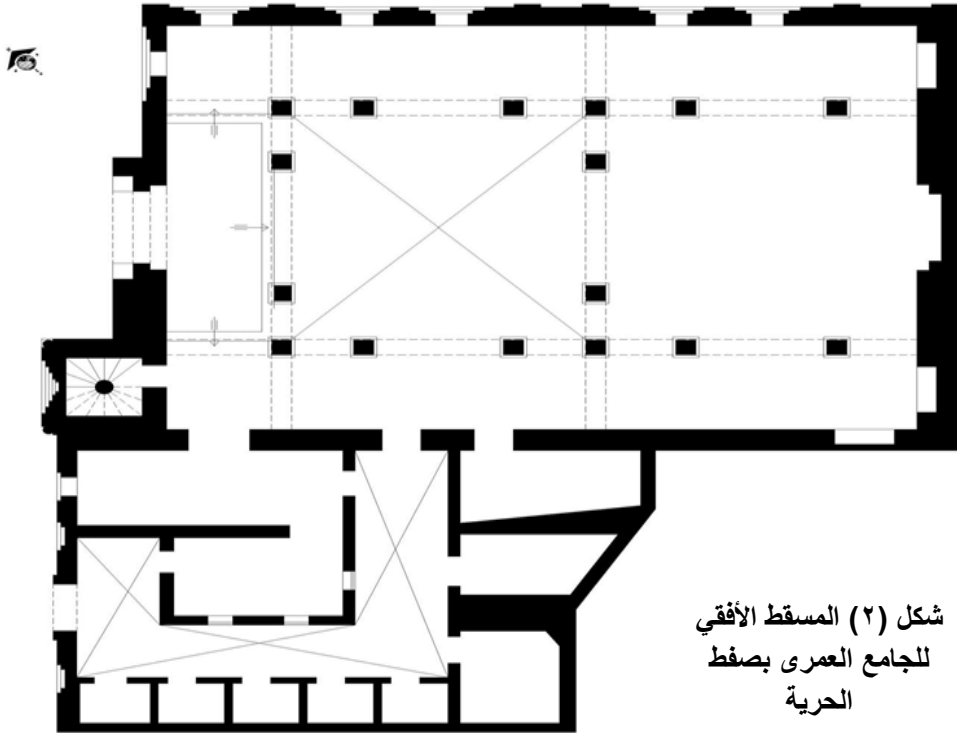 شكل (٢) المسقط الأفقي
للجامع العمرى بصفط
الحرية